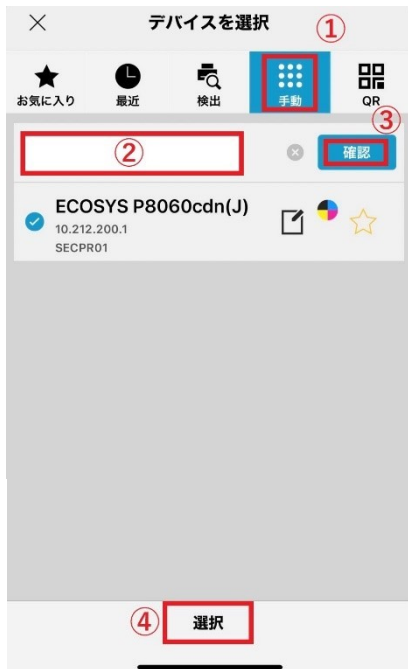 デバイスを選択
①
お気に入り 最近 検出 手動 QR
③
② 確認
ECOSYS P8060cdn(J)
10.212.200.1
SECPR01
④ 選択